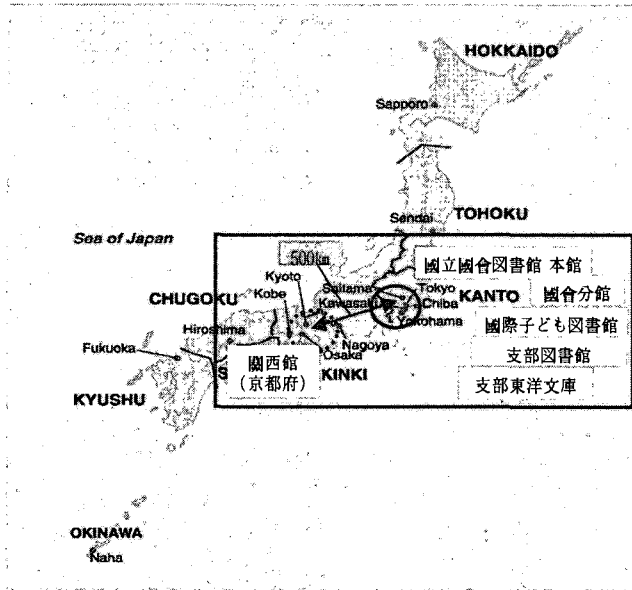 HOKKAIDO
Sapporo
TOHOKU
Sendai
Sea of Japan
500km
國立國會図書館 本館
Kyoto
Saitama
Tokyo
KANTO
國會分館
CHUGOKU
Kobe
Kawasaki
Chiba
Yokohama
國際子ども図書館
Hiroshima
Nagoya
Fukuoka
Osaka
支部図書館
關西館
(京都府)
KINKI
支部東洋文庫
KYUSHU
S
OKINAWA
Naha